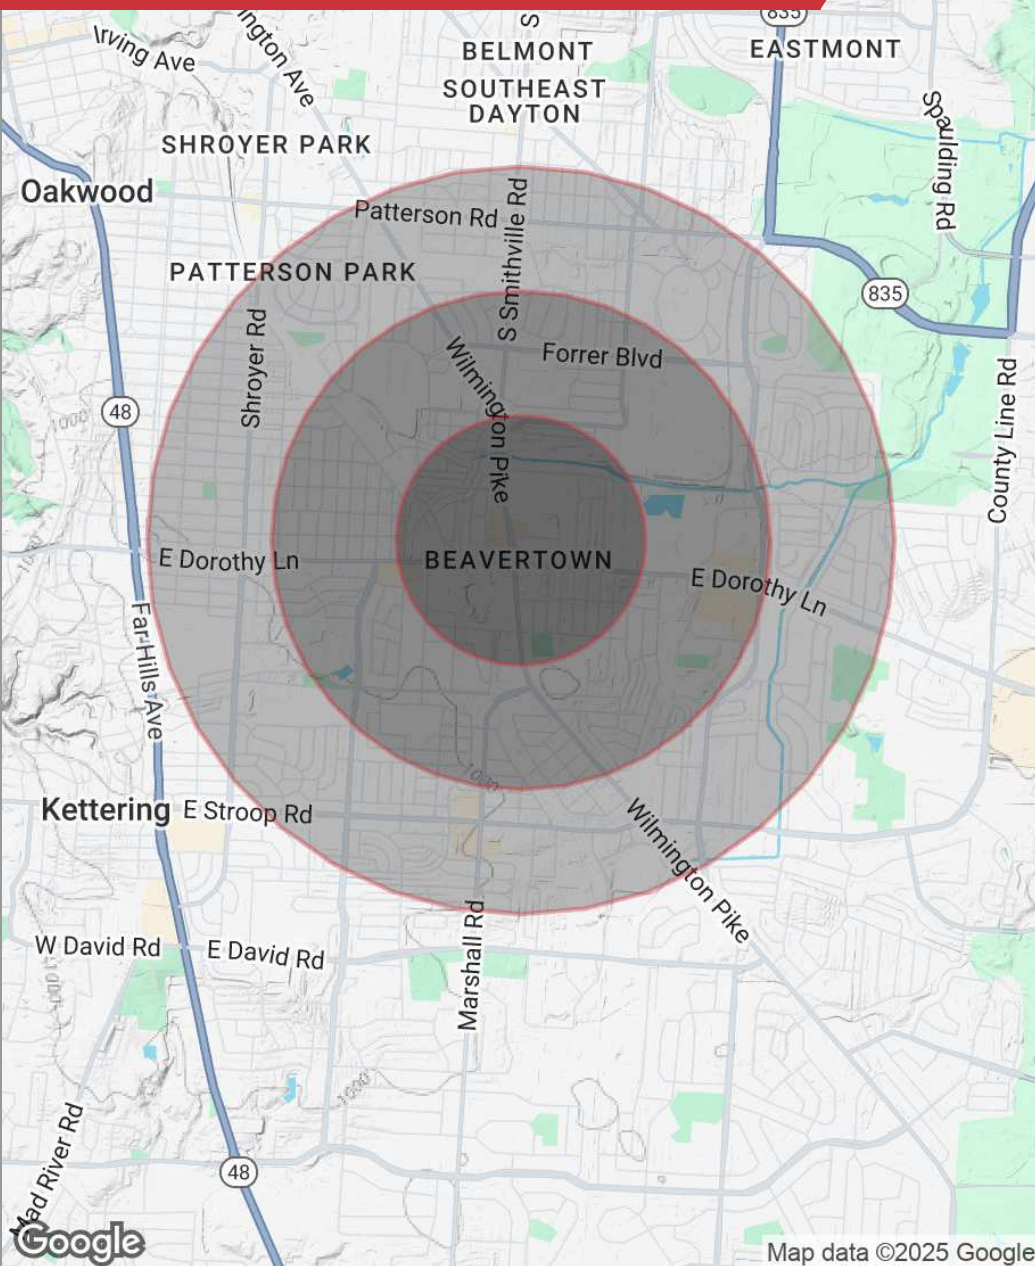 835
S
Irving Ave
ington Ave
BELMONT
EASTMONT
SOUTHEAST
DAYTON
Spaulding Rd
SHROYER PARK
Oakwood
Patterson Rd
S Smithville Rd
PATTERSON PARK
835
Shroyer Rd
Wilmington Pike
Forrer Blvd
County Line Rd
48
1000
E Dorothy Ln
BEAVERTOWN
E Dorothy Ln
Far Hills Ave
1000
Kettering
E Stroop Rd
Wilmington Pike
W David Rd
E David Rd
Marshall Rd
1000
1000
Mad River Rd
48
Google
Map data ©2025 Google